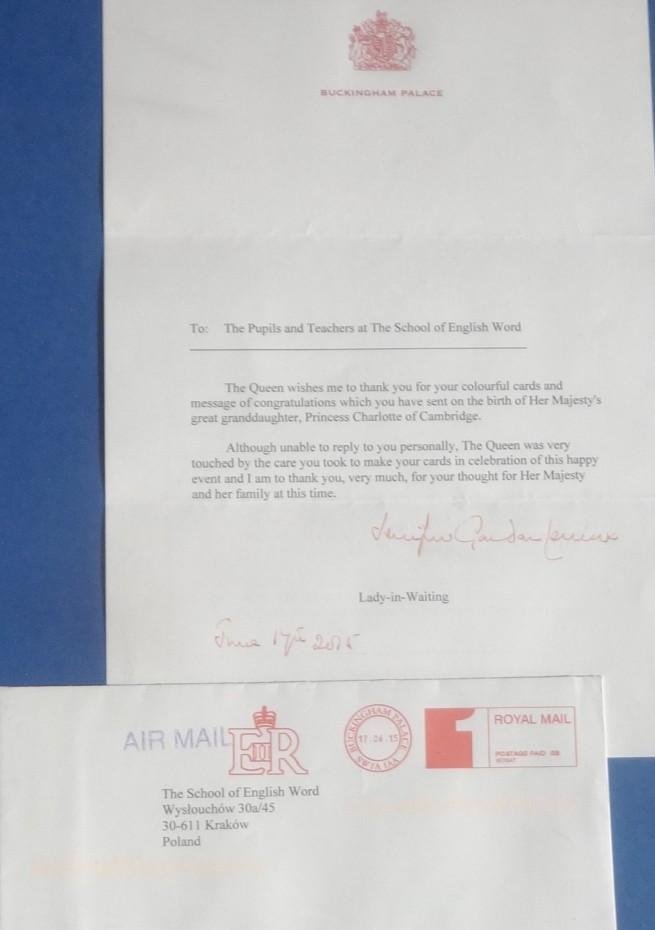 BUCKINGHAM PALACE
To: The Pupils and Teachers at The School of English Word
The Queen wishes me to thank you for your colourful cards and
message of congratulations which you have sent on the birth of Her Majesty's
great granddaughter, Princess Charlotte of Cambridge.
Although unable to reply to you personally, The Queen was very
touched by the care you took to make your cards in celebration of this happy
event and I am to thank you, very much, for your thought for Her Majesty
and her family at this time.
Lady-in-Waiting
June 17th 2015.
AIR MAIL
EIIR
BUCKINGHAM PALACE
17 . 06 . 15
SW1A 1AA
1
ROYAL MAIL
POSTAGE PAID GB
The School of English Word
Wysłouchów 30a/45
30-611 Kraków
Poland